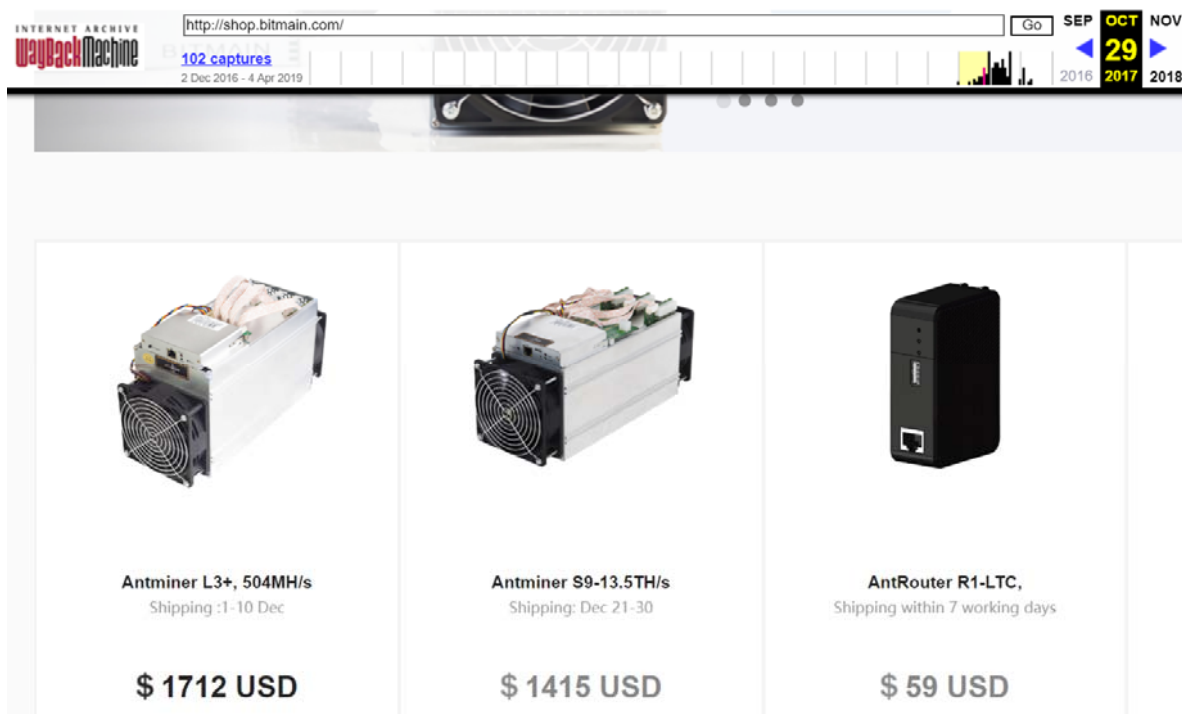 INTERNET ARCHIVE
WayBackMachine
http://shop.bitmain.com/
Go
SEP OCT NOV
BITMAIN
102 captures
29
2 Dec 2016 - 4 Apr 2019
2016 2017 2018
Antminer L3+, 504MH/s
Shipping :1-10 Dec
$ 1712 USD
Antminer S9-13.5TH/s
Shipping: Dec 21-30
$ 1415 USD
AntRouter R1-LTC,
Shipping within 7 working days
$ 59 USD